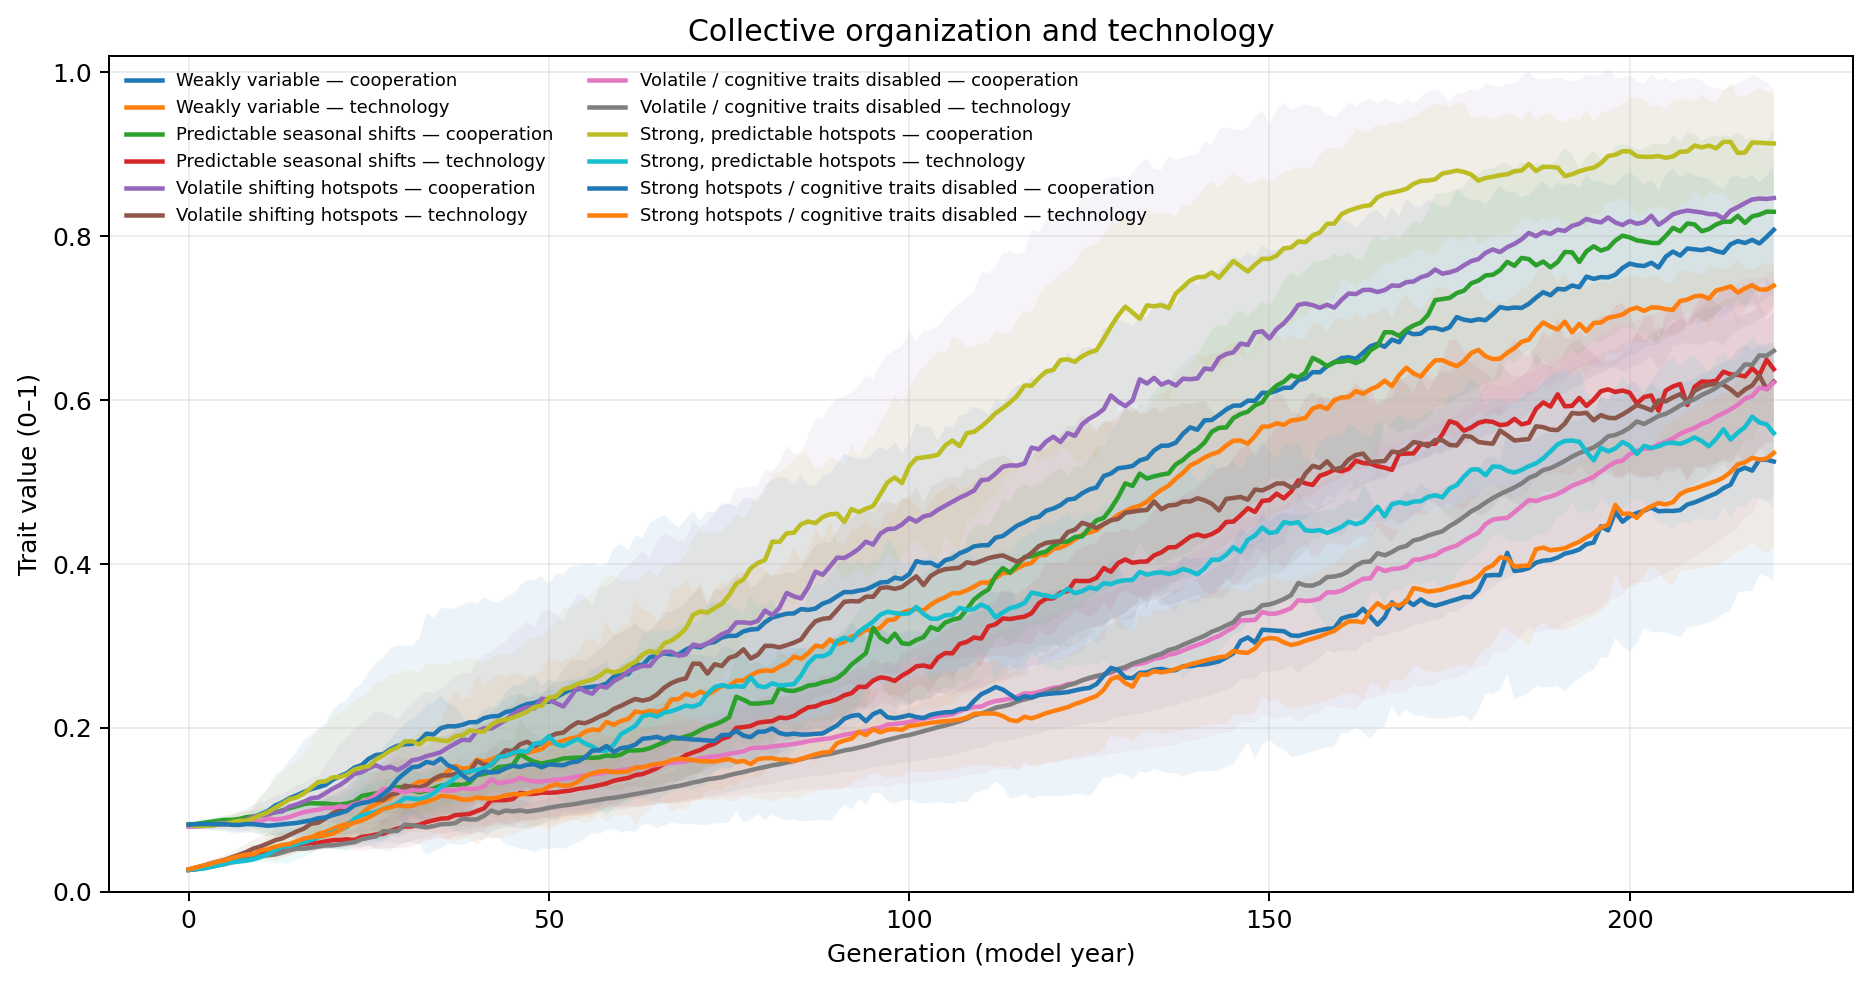 Collective organization and technology
Weakly variable — cooperation
Weakly variable — technology
Predictable seasonal shifts — cooperation
Predictable seasonal shifts — technology
Volatile shifting hotspots — cooperation
Volatile shifting hotspots — technology
Volatile / cognitive traits disabled — cooperation
Volatile / cognitive traits disabled — technology
Strong, predictable hotspots — cooperation
Strong, predictable hotspots — technology
Strong hotspots / cognitive traits disabled — cooperation
Strong hotspots / cognitive traits disabled — technology
Trait value (0–1)
1.0
0.8
0.6
0.4
0.2
0.0
0 50 100 150 200
Generation (model year)